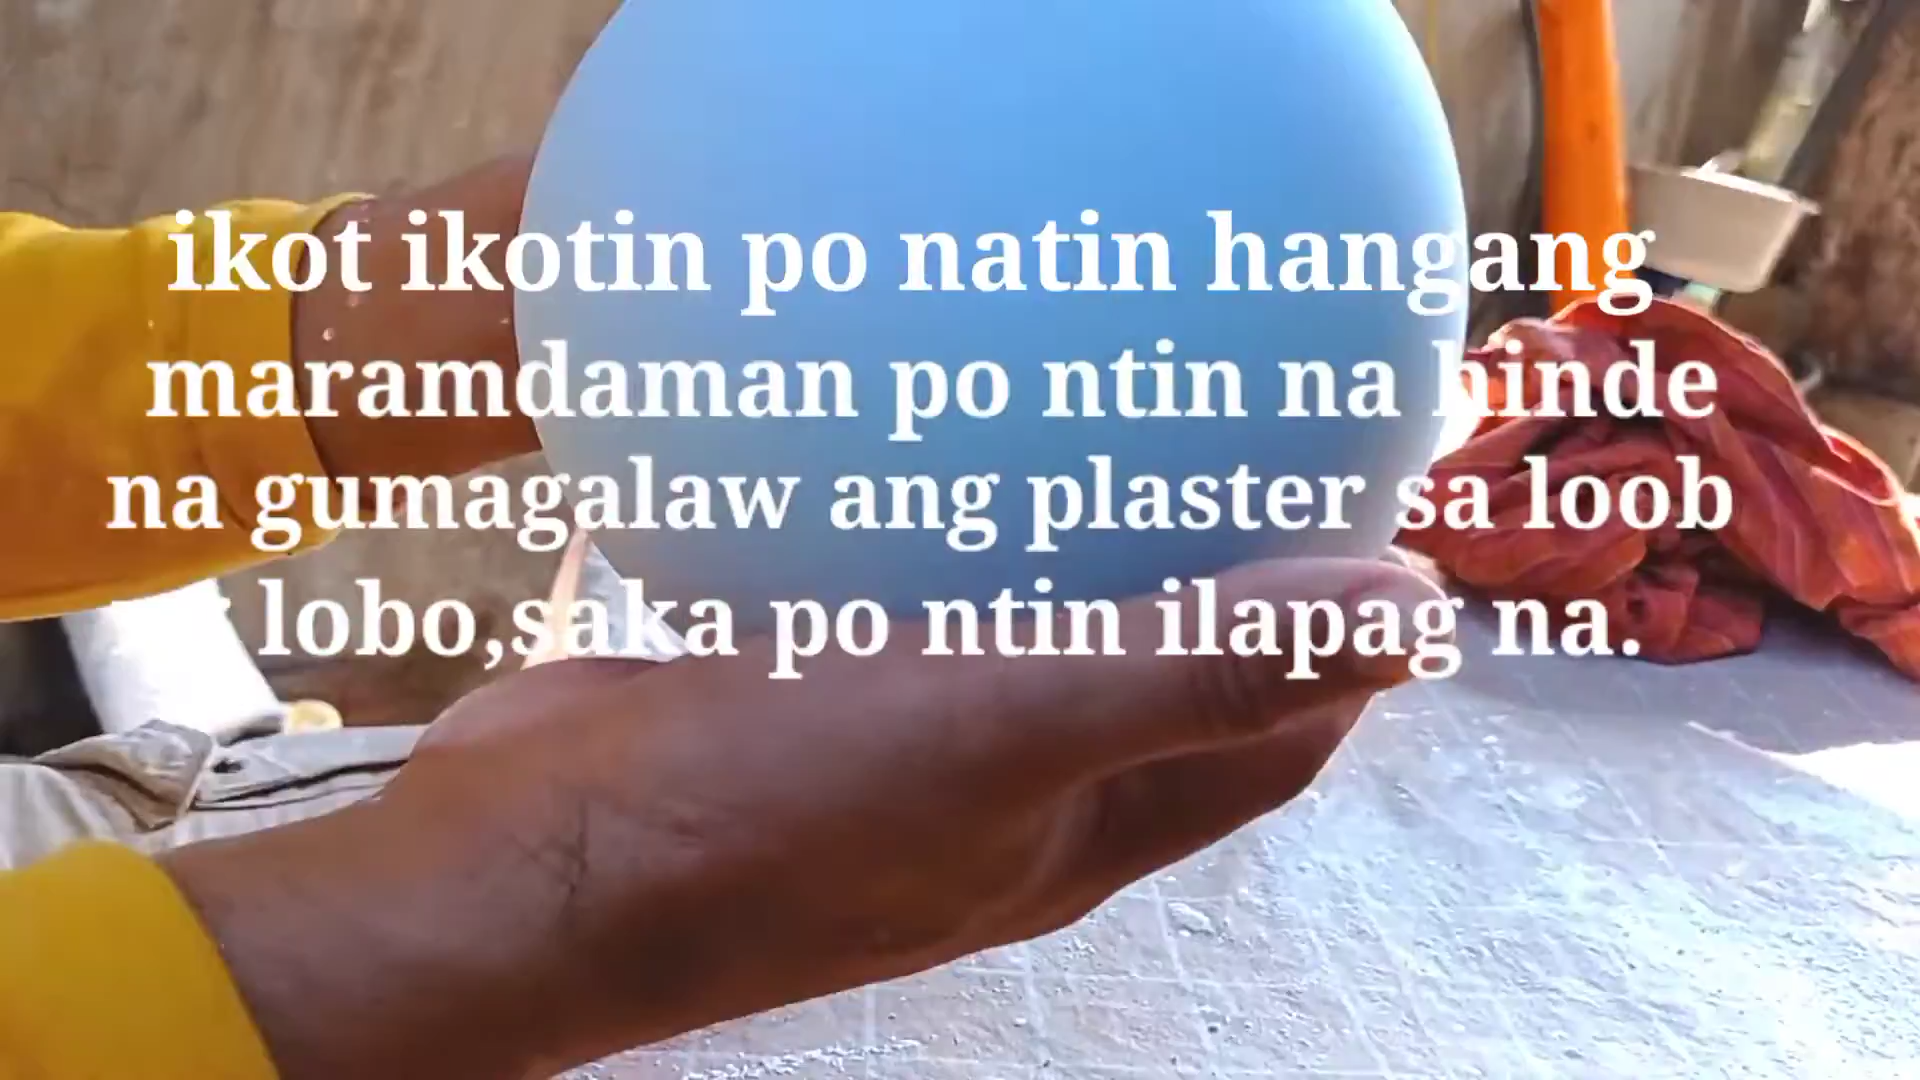 ikot ikotin po natin hangang
maramdaman po ntin na hinde
na gumagalaw ang plaster sa loob
lobo,saka po ntin ilapag na.